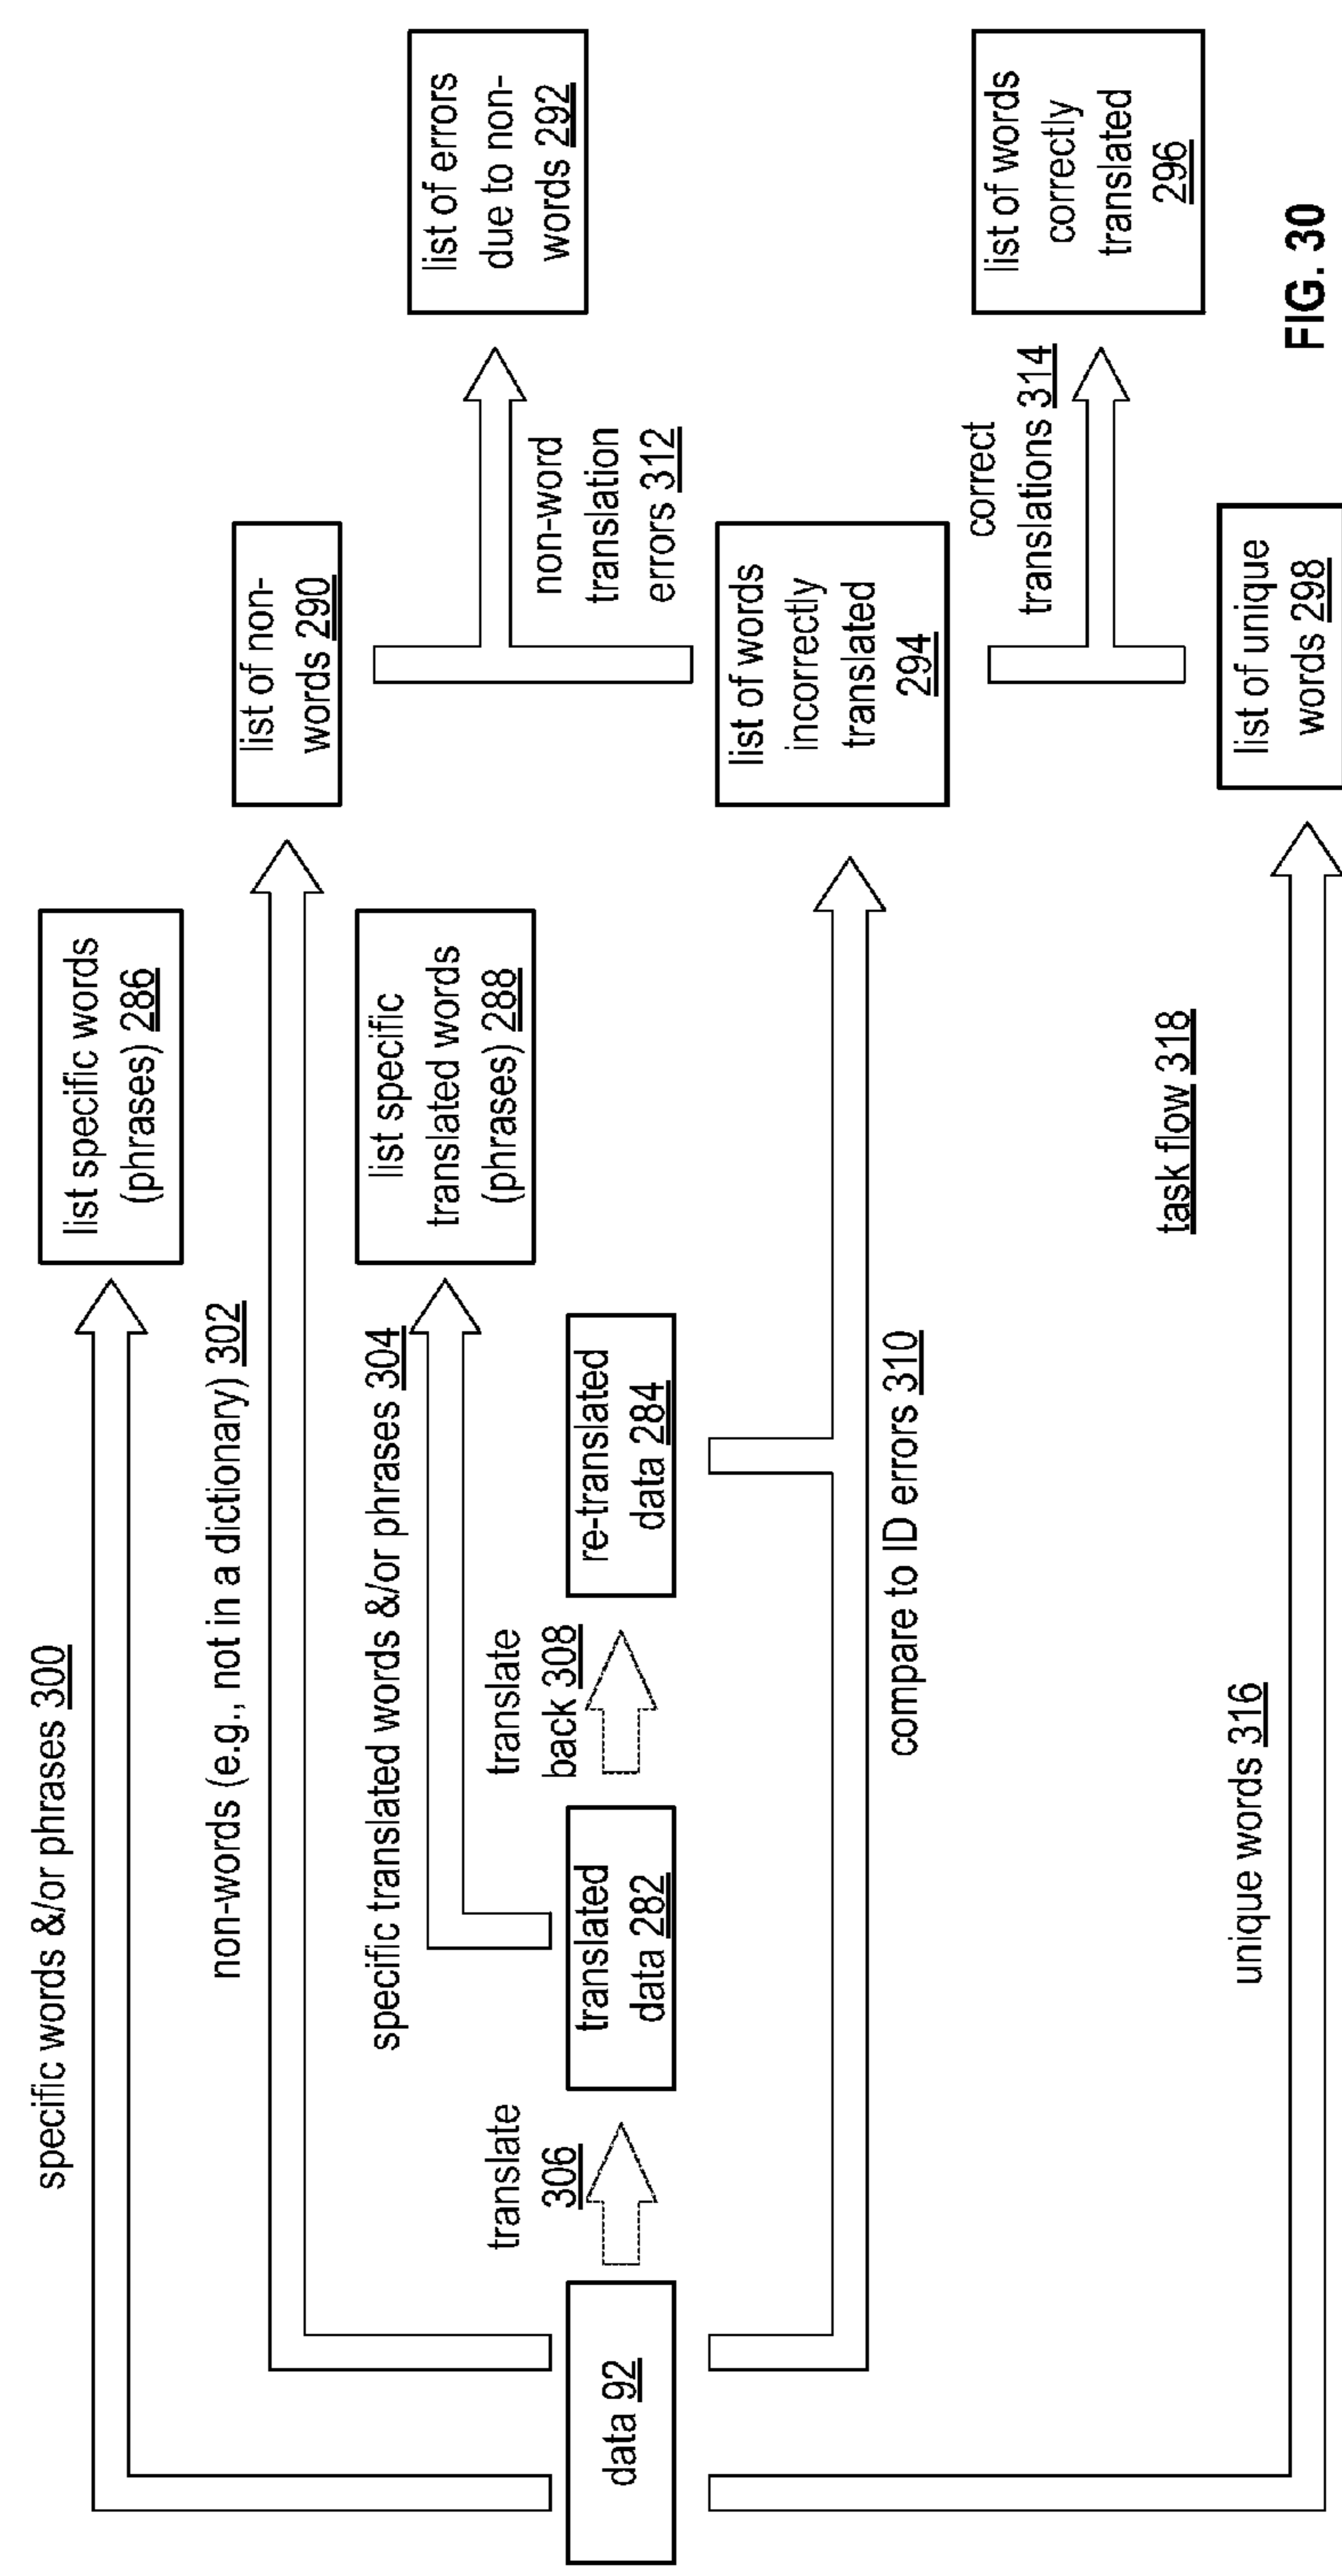 specific words &/or phrases 300
list specific words
(phrases) 286
non-words (e.g., not in a dictionary) 302
list of non-
words 290
specific translated words &/or phrases 304
list specific
translated words
(phrases) 288
list of errors
due to non-
words 292
non-word
translation
errors 312
data 92
translate
306
translated
data 282
translate
back 308
re-translated
data 284
compare to ID errors 310
list of words
incorrectly
translated
294
correct
translations 314
list of words
correctly
translated
296
task flow 318
unique words 316
list of unique
words 298
FIG. 30